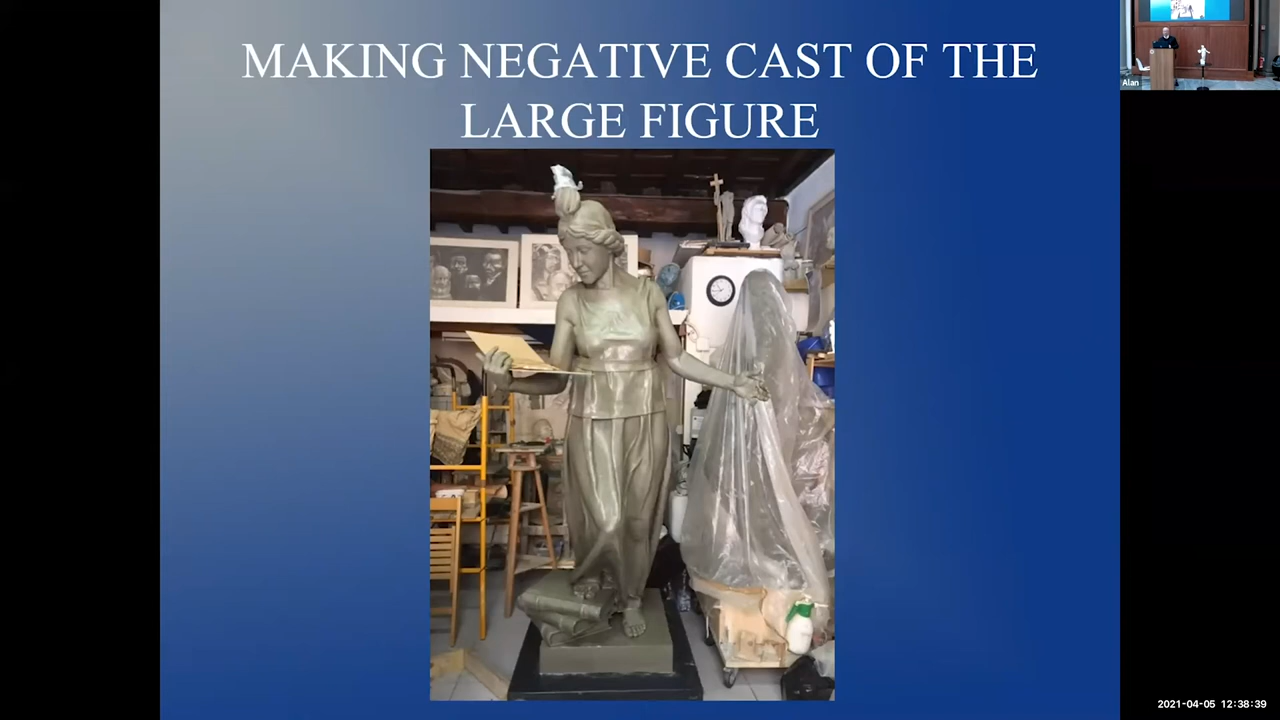 MAKING NEGATIVE CAST OF THE
LARGE FIGURE
Alan
2021-04-05 12:38:39